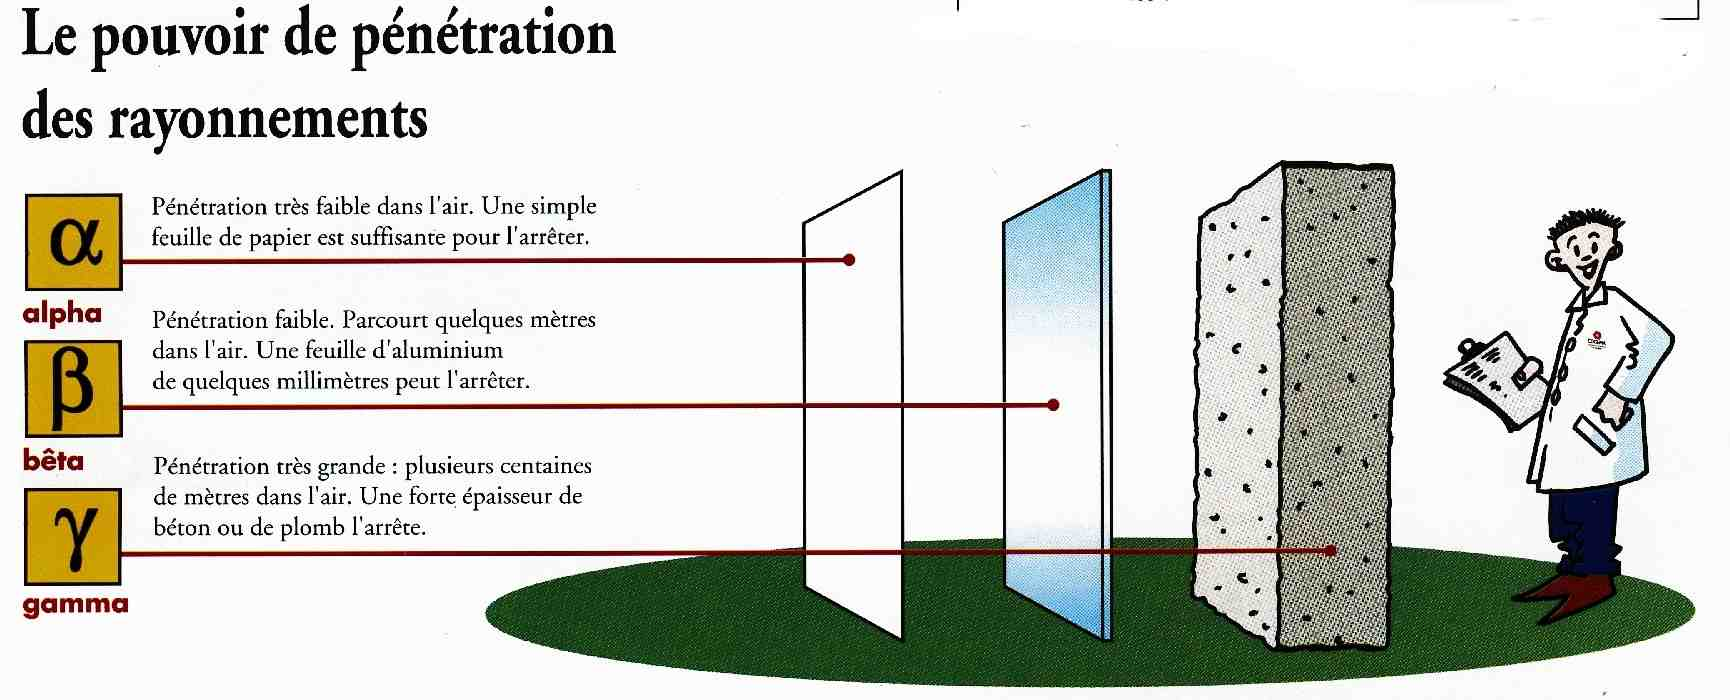 Le pouvoir de pénétration
des rayonnements
α
Pénétration très faible dans l'air. Une simple
feuille de papier est suffisante pour l'arrêter.
alpha
β
Pénétration faible. Parcourt quelques mètres
dans l'air. Une feuille d'aluminium
de quelques millimètres peut l'arrêter.
bêta
γ
Pénétration très grande : plusieurs centaines
de mètres dans l'air. Une forte épaisseur de
béton ou de plomb l'arrête.
gamma